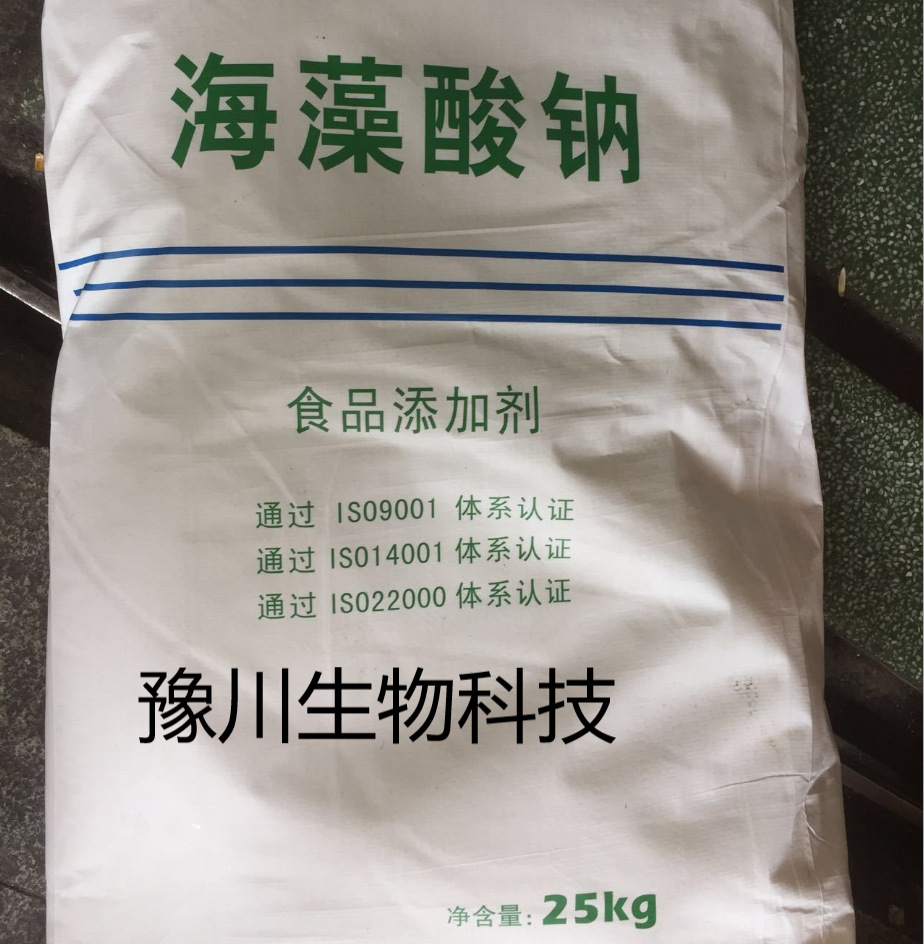 海藻酸钠
食品添加剂
通过 ISO9001 体系认证
通过 ISO14001 体系认证
通过 ISO22000 体系认证
豫川生物科技
净含量: 25kg